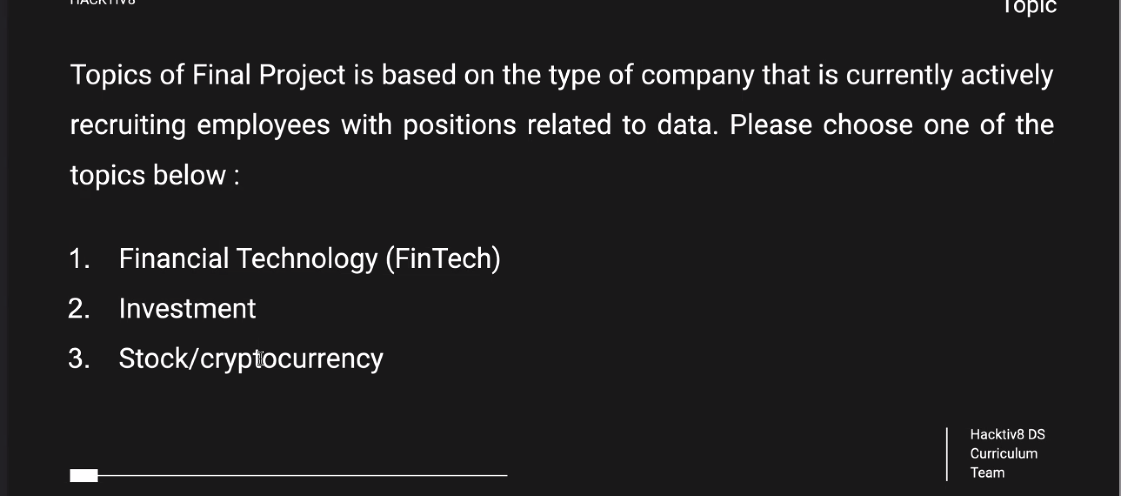 HACKTIV8
Topic
Topics of Final Project is based on the type of company that is currently actively
recruiting employees with positions related to data. Please choose one of the
topics below :
1. Financial Technology (FinTech)
2. Investment
3. Stock/cryptocurrency
Hacktiv8 DS
Curriculum
Team